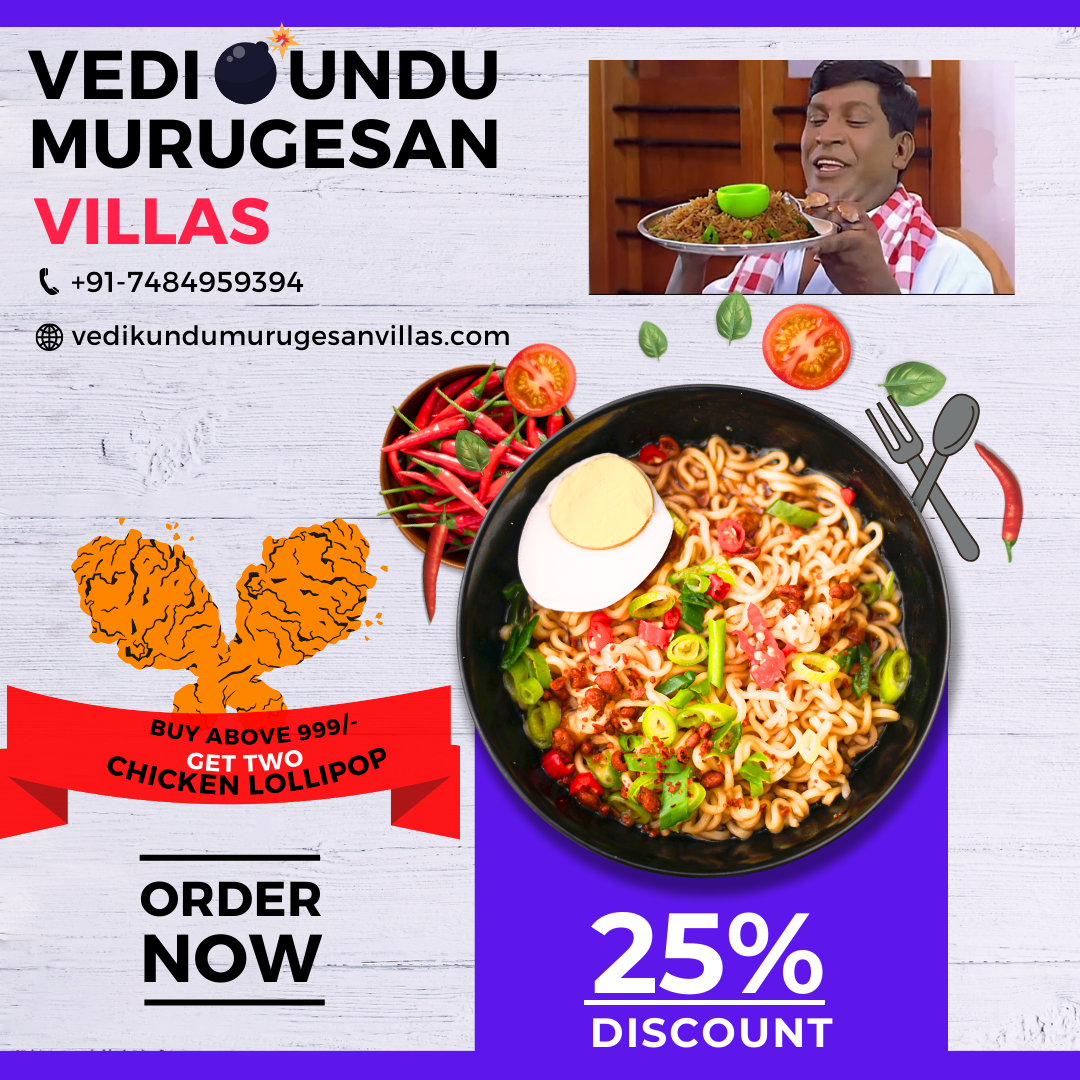 VEDI UNDU
MURUGESAN
VILLAS
+91-7484959394
vedikundumurugesanvillas.com
BUY ABOVE 999/-
GET TWO
CHICKEN LOLLIPOP
ORDER
NOW
25%
DISCOUNT